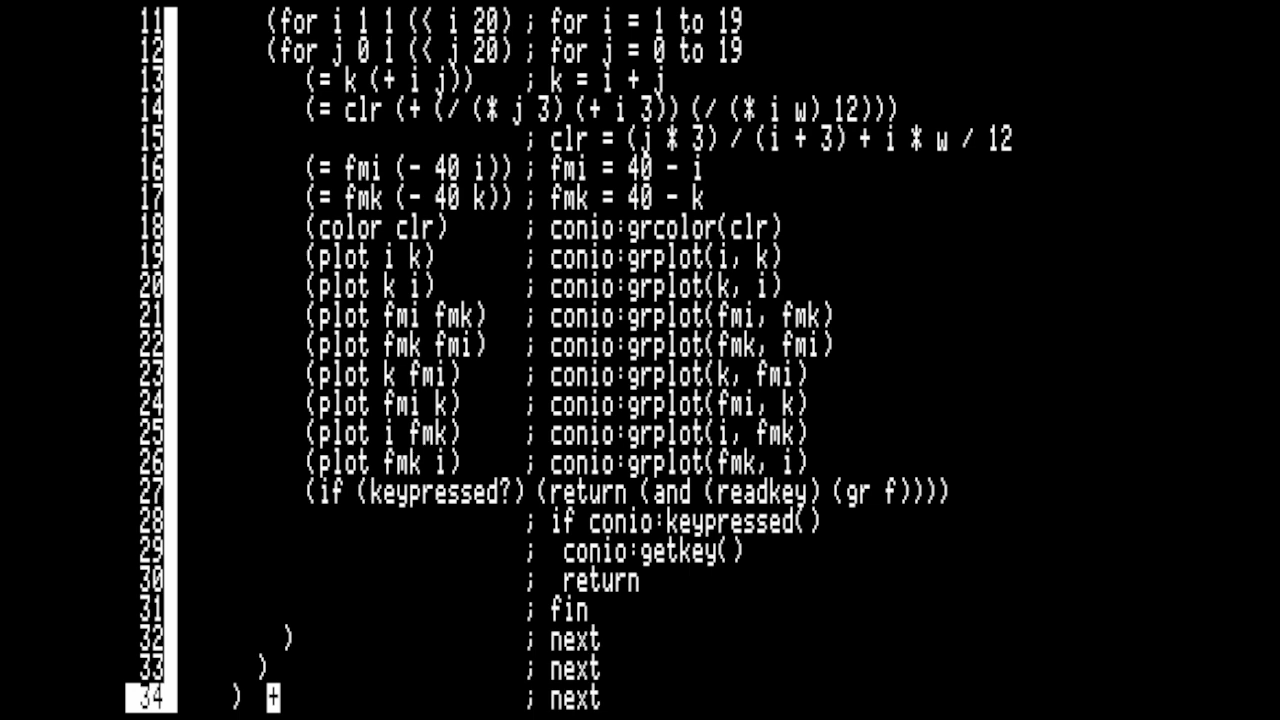 11 (for i 1 1 (< i 20) ; for i = 1 to 19
12 (for j 0 1 (< j 20) ; for j = 0 to 19
13 (= k (+ i j)) ; k = i + j
14 (= clr (+ (/ (* j 3) (+ i 3)) (/ (* i w) 12)))
15 ; clr = (j * 3) / (i + 3) + i * w / 12
16 (= fmi (- 40 i)) ; fmi = 40 - i
17 (= fmk (- 40 k)) ; fmk = 40 - k
18 (color clr) ; conio:grcolor(clr)
19 (plot i k) ; conio:grplot(i, k)
20 (plot k i) ; conio:grplot(k, i)
21 (plot fmi fmk) ; conio:grplot(fmi, fmk)
22 (plot fmk fmi) ; conio:grplot(fmk, fmi)
23 (plot k fmi) ; conio:grplot(k, fmi)
24 (plot fmi k) ; conio:grplot(fmi, k)
25 (plot i fmk) ; conio:grplot(i, fmk)
26 (plot fmk i) ; conio:grplot(fmk, i)
27 (if (keypressed?) (return (and (readkey) (gr f))))
28 ; if conio:keypressed()
29 ; conio:getkey()
30 ; return
31 ; fin
32 ) ; next
33 ) ; next
34 ) + ; next